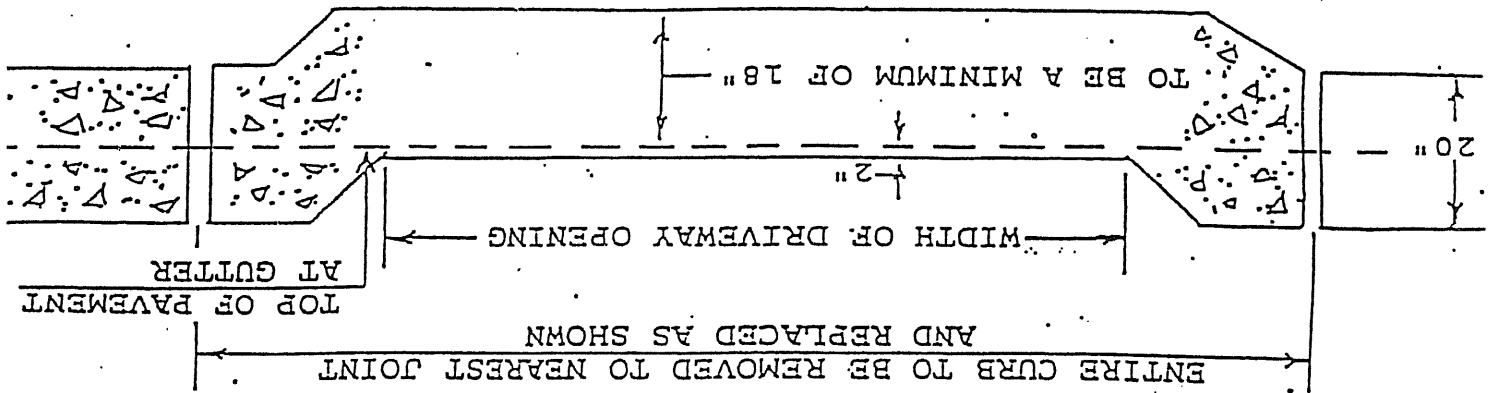 ENTIRE CURB TO BE REMOVED TO NEAREST JOINT
AND REPLACED AS SHOWN
TOP OF PAVEMENT
AT GUTTER
WIDTH OF DRIVEWAY OPENING
2"
20"
TO BE A MINIMUM OF 18"